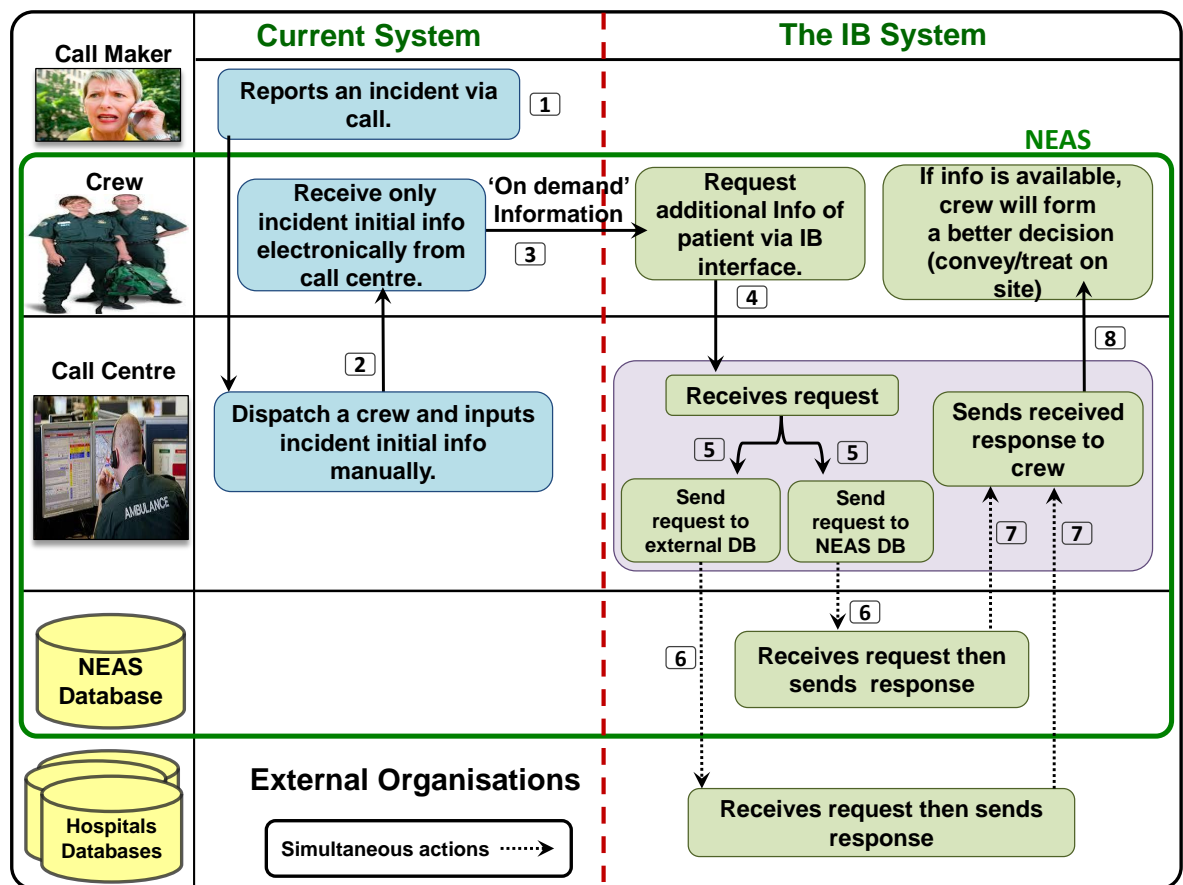 Current System
The IB System
Call Maker
Reports an incident via
call.
1
NEAS
Crew
Receive only
incident initial info
electronically from
call centre.
‘On demand’
Information
3
Request
additional Info of
patient via IB
interface.
If info is available,
crew will form
a better decision
(convey/treat on
site)
4
8
2
Call Centre
AMBULANCE
Dispatch a crew and inputs
incident initial info
manually.
Receives request
5
5
Send
request to
external DB
Send
request to
NEAS DB
Sends received
response to
crew
7
7
6
6
NEAS
Database
Receives request then
sends response
External Organisations
Hospitals
Databases
Simultaneous actions
Receives request then sends
response